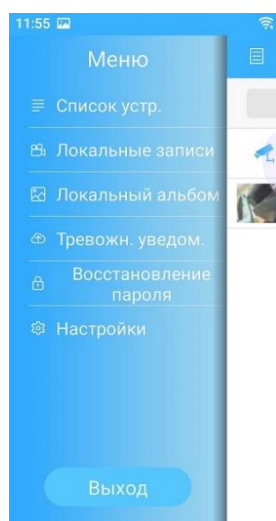 11:55
Меню
Список устр.
Локальные записи
Локальный альбом
Тревожн. уведом.
Восстановление
пароля
Настройки
Выход